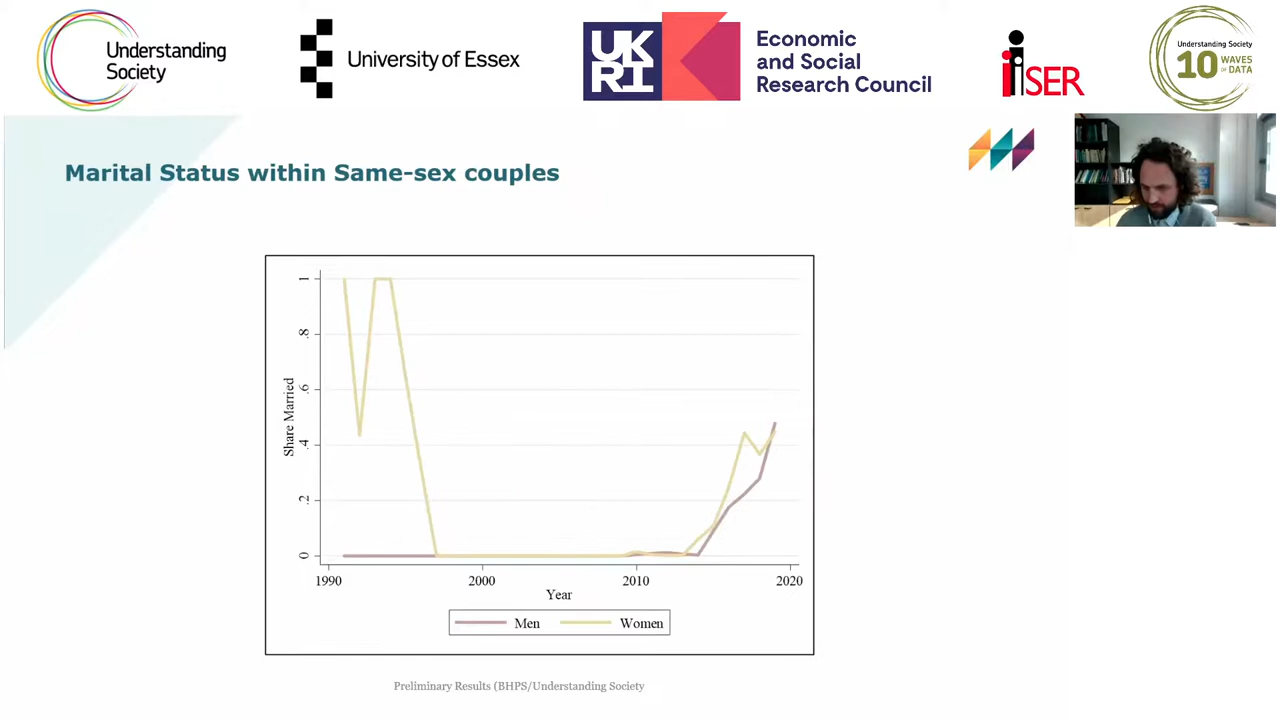 Understanding
Society
University of Essex
UK
RI
Economic
and Social
Research Council
iiSER
Understanding Society
10 WAVES
OF DATA
Marital Status within Same-sex couples
Share Married
1
.8
.6
.4
.2
0
1990 2000 2010 2020
Year
Men Women
Preliminary Results (BHPS/Understanding Society